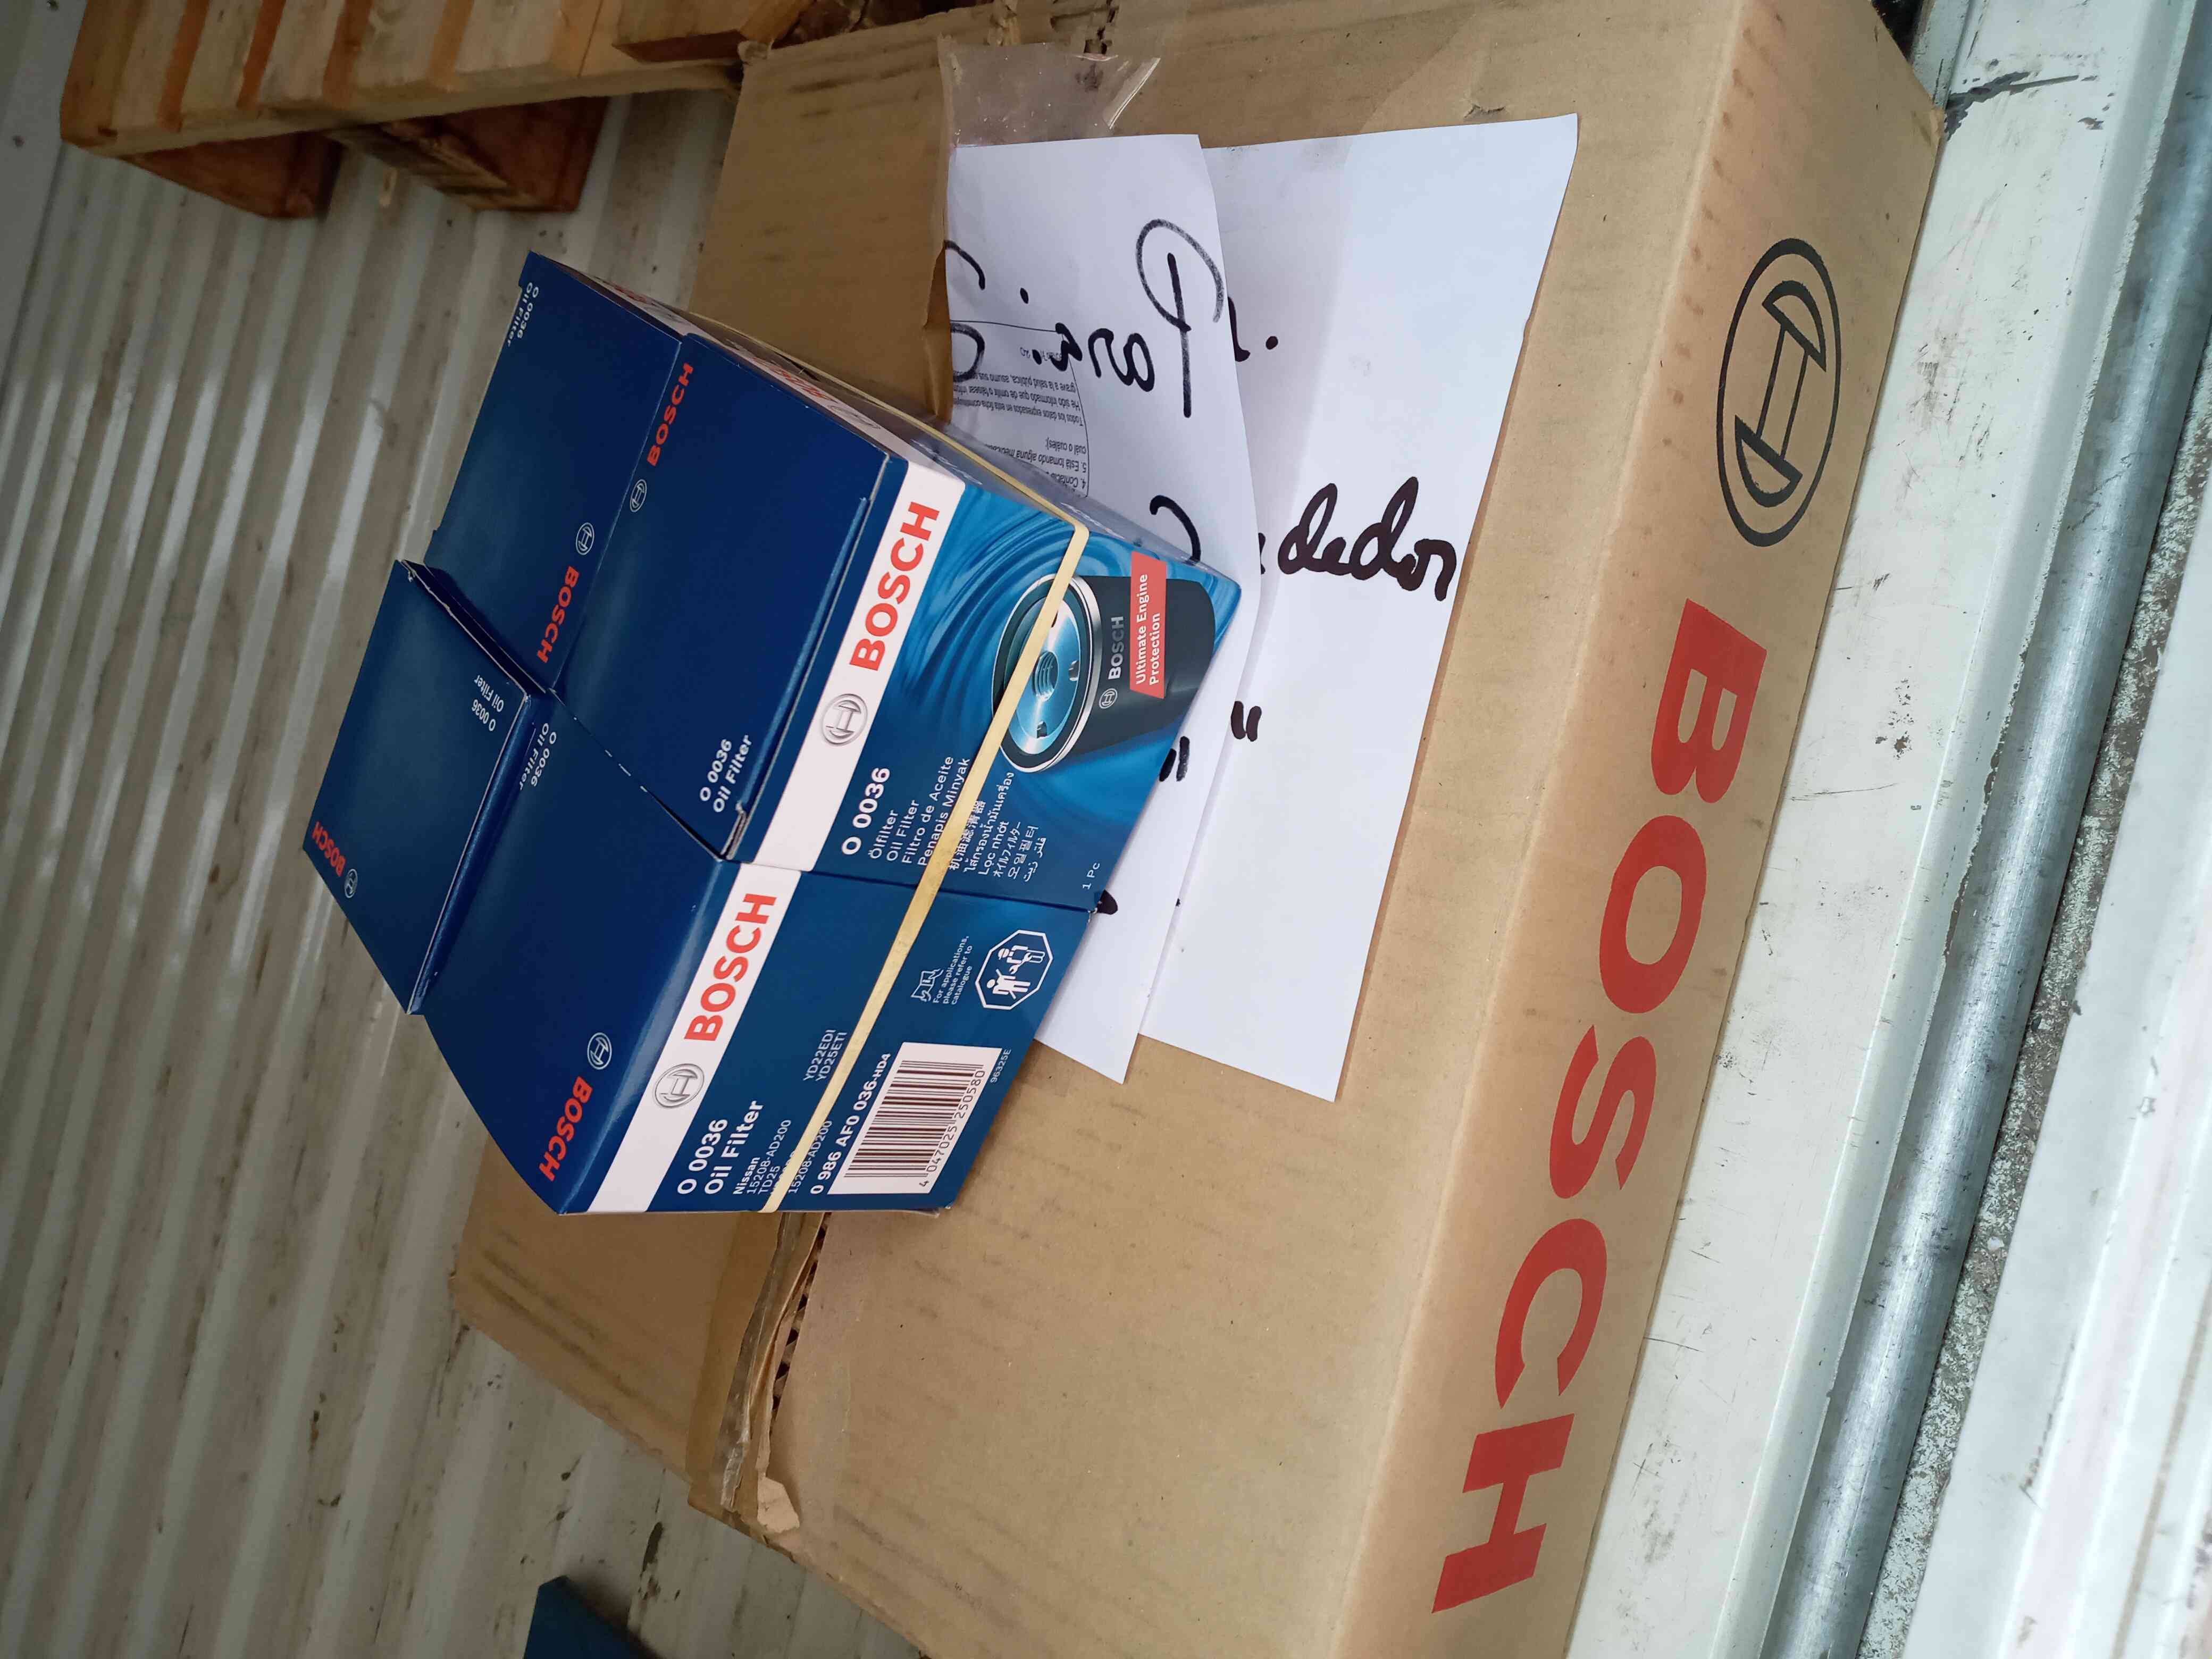 BOSCH
O 0036
Oil Filter
O 0036
Oil Filter
BOSCH
O 0036
Oil Filter
BOSCH
BOSCH
O 0036
Oil Filter
BOSCH
O 0036
Oil Filter
Nissan
15208-AD200
TD25
15208-AD200
YD22EDI
YD25ETI
0 986 AF0 036-HD4
4 047025 250580
96325E
For applications,
please refer to
catalogue
BOSCH
O 0036
Ölfilter
Oil Filter
Filtro de Aceite
Penapis Minyak
机油滤清器
ไส้กรองน้ำมันเครื่อง
Lọc nhớt
オイルフィルター
오일필터
فلتر زيت
1 Pc
BOSCH
Ultimate Engine
Protection
BOSCH